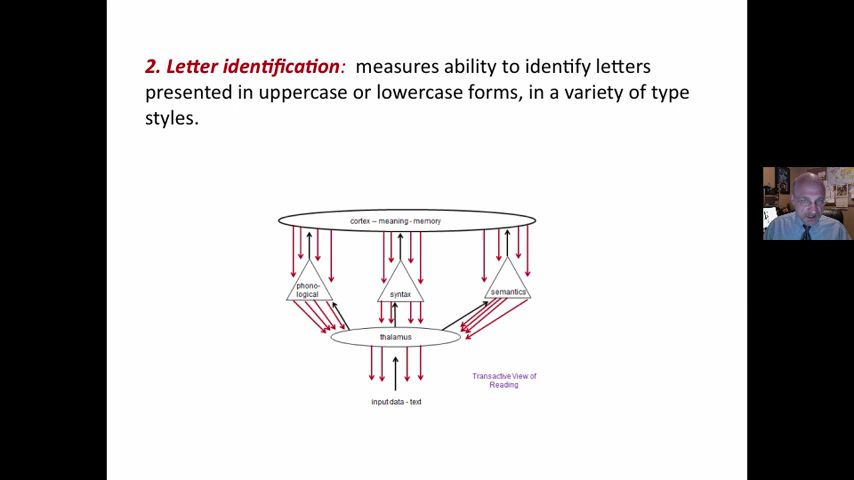 2. Letter identification: measures ability to identify letters
presented in uppercase or lowercase forms, in a variety of type
styles.
cortex – meaning - memory
phono-
logical
syntax
semantics
thalamus
Transactive View of
Reading
input data - text